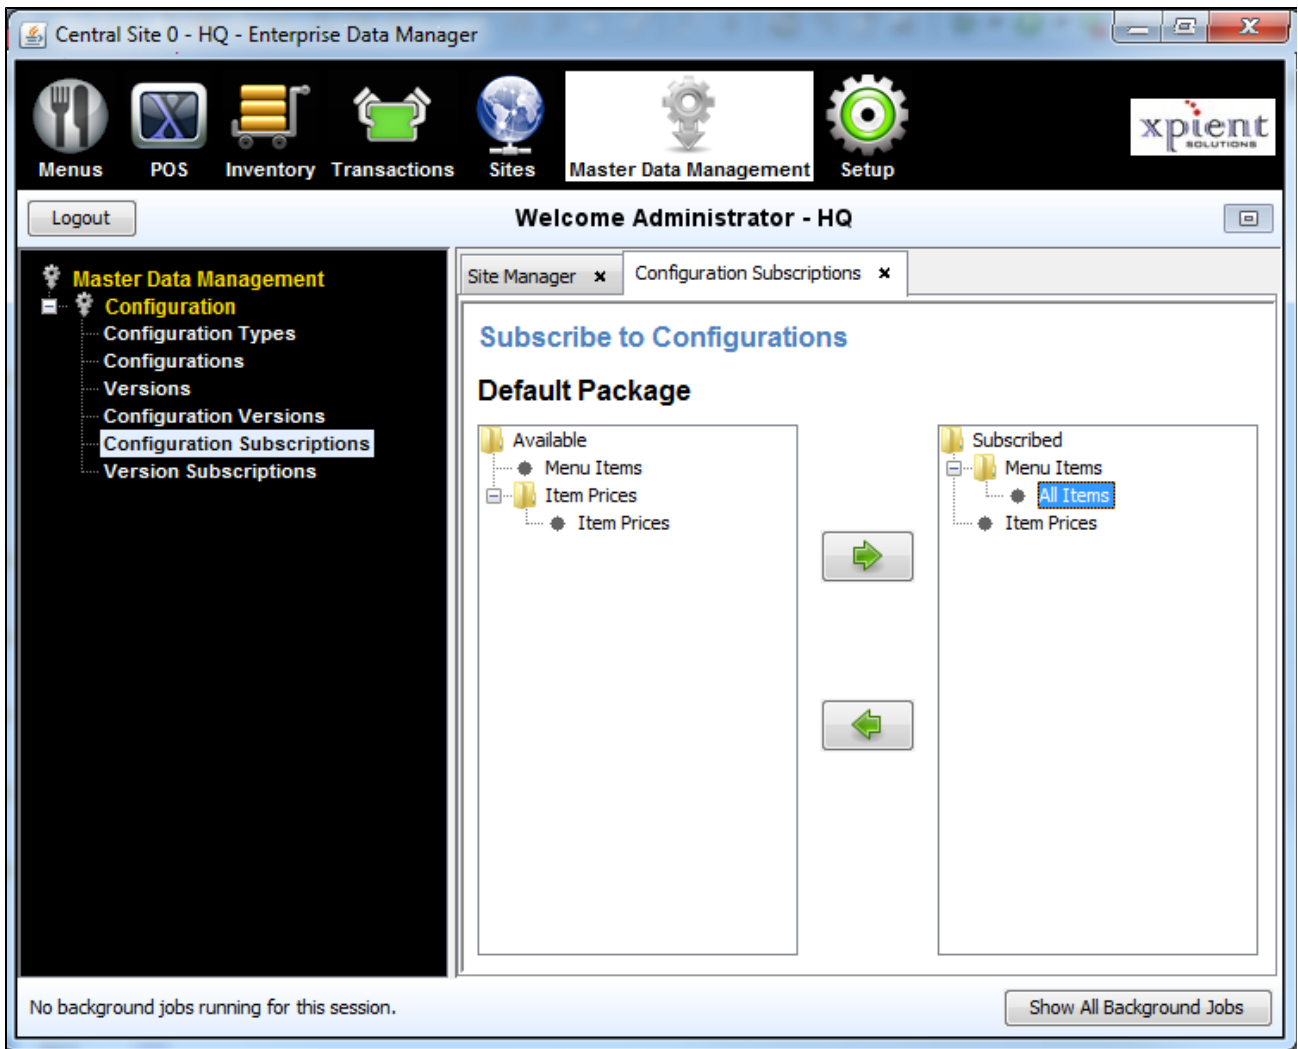 Central Site 0 - HQ - Enterprise Data Manager
Menus POS Inventory Transactions Sites Master Data Management Setup
xpient
SOLUTIONS
Logout
Welcome Administrator - HQ
Master Data Management
Configuration
Configuration Types
Configurations
Versions
Configuration Versions
Configuration Subscriptions
Version Subscriptions
Site Manager
Configuration Subscriptions
Subscribe to Configurations
Default Package
Available
Menu Items
Item Prices
Item Prices
Subscribed
Menu Items
All Items
Item Prices
No background jobs running for this session.
Show All Background Jobs